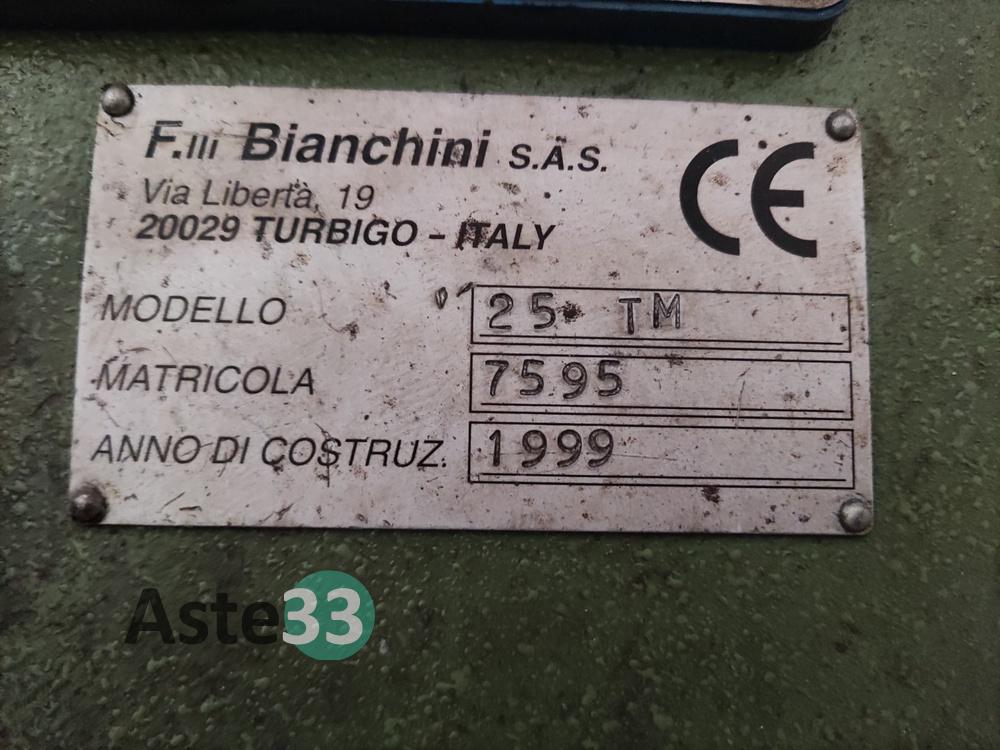 F.lli Bianchini S.A.S.
Via Libertà, 19
20029 TURBIGO - ITALY
CE
MODELLO 25 TM
MATRICOLA 7595
ANNO DI COSTRUZ. 1999
Aste33